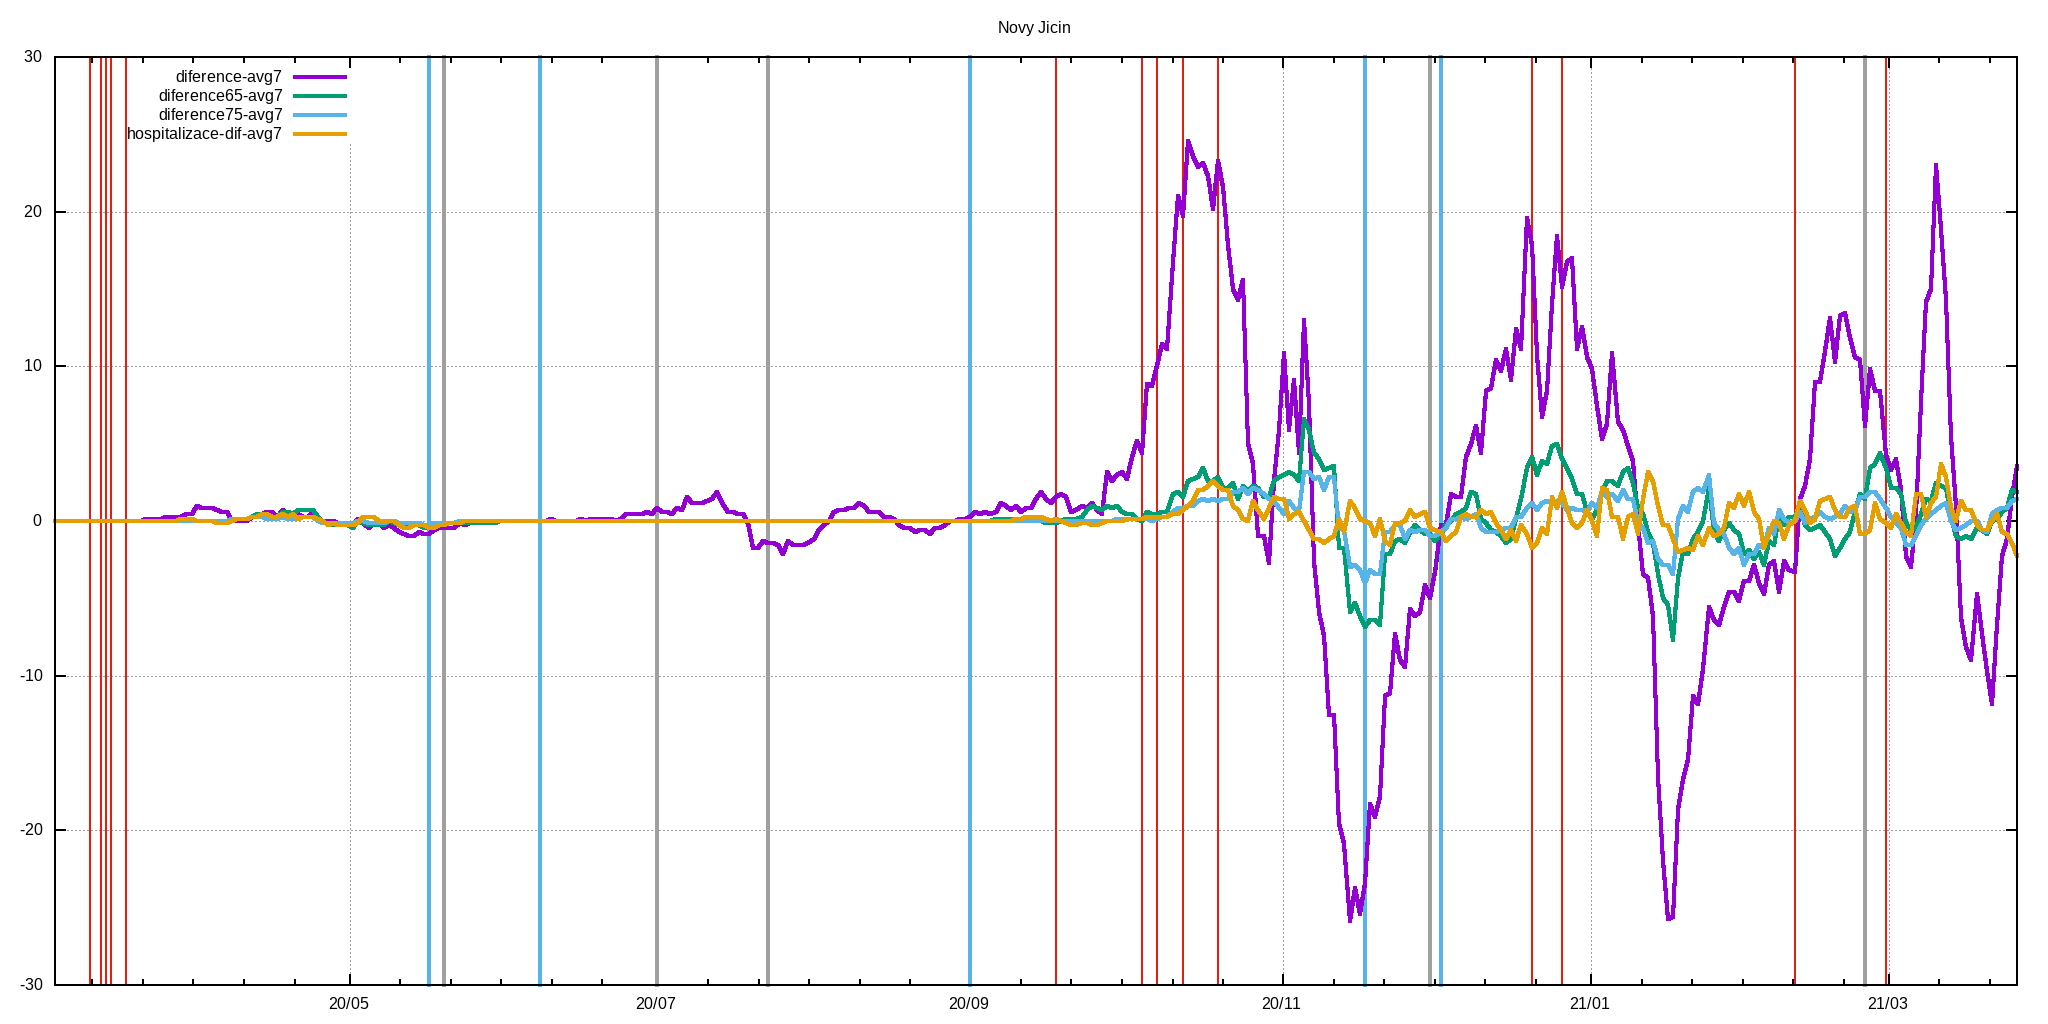 Novy Jicin
30
20
10
0
-10
-20
-30
diference-avg7
diference65-avg7
diference75-avg7
hospitalizace-dif-avg7
20/05 20/07 20/09 20/11 21/01 21/03